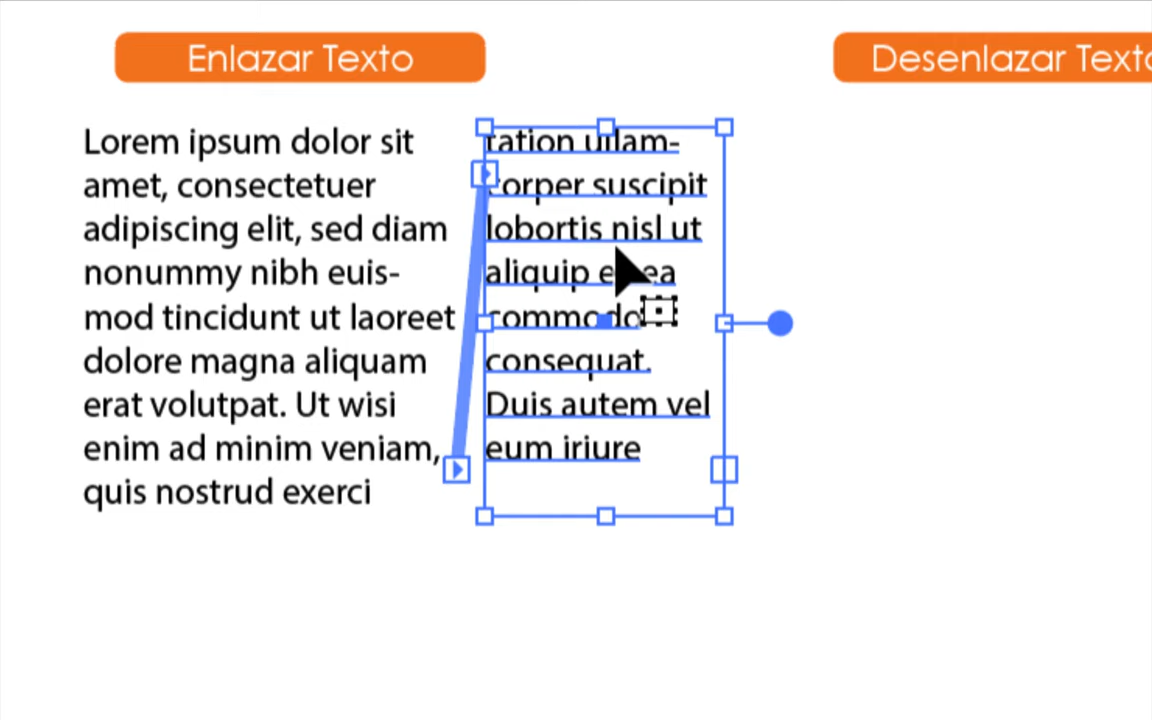 Enlazar Texto
Desenlazar Texto
Lorem ipsum dolor sit
amet, consectetuer
adipiscing elit, sed diam
nonummy nibh euis-
mod tincidunt ut laoreet
dolore magna aliquam
erat volutpat. Ut wisi
enim ad minim veniam,
quis nostrud exerci
tation ullam-
corper suscipit
lobortis nisl ut
aliquip ex ea
commodo
consequat.
Duis autem vel
eum iriure